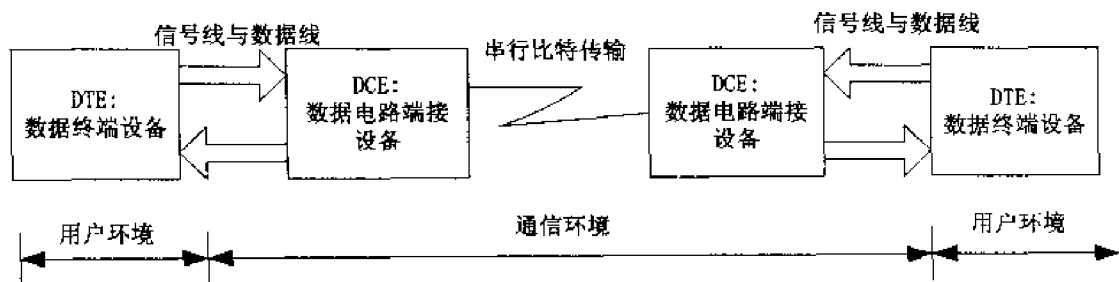 信号线与数据线
串行比特传输
信号线与数据线
DTE:
数据终端设备
DCE:
数据电路端接
设备
DCE:
数据电路端接
设备
DTE:
数据终端设备
用户环境
通信环境
用户环境